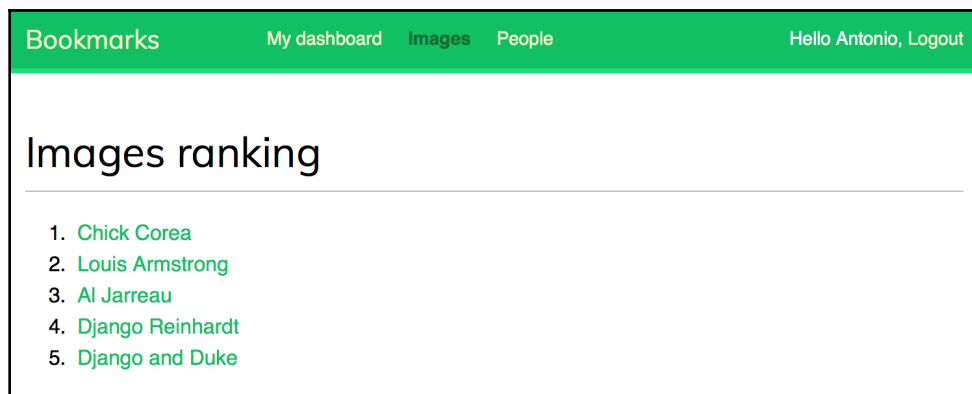 Bookmarks My dashboard Images People Hello Antonio, Logout
Images ranking
1. Chick Corea
2. Louis Armstrong
3. Al Jarreau
4. Django Reinhardt
5. Django and Duke